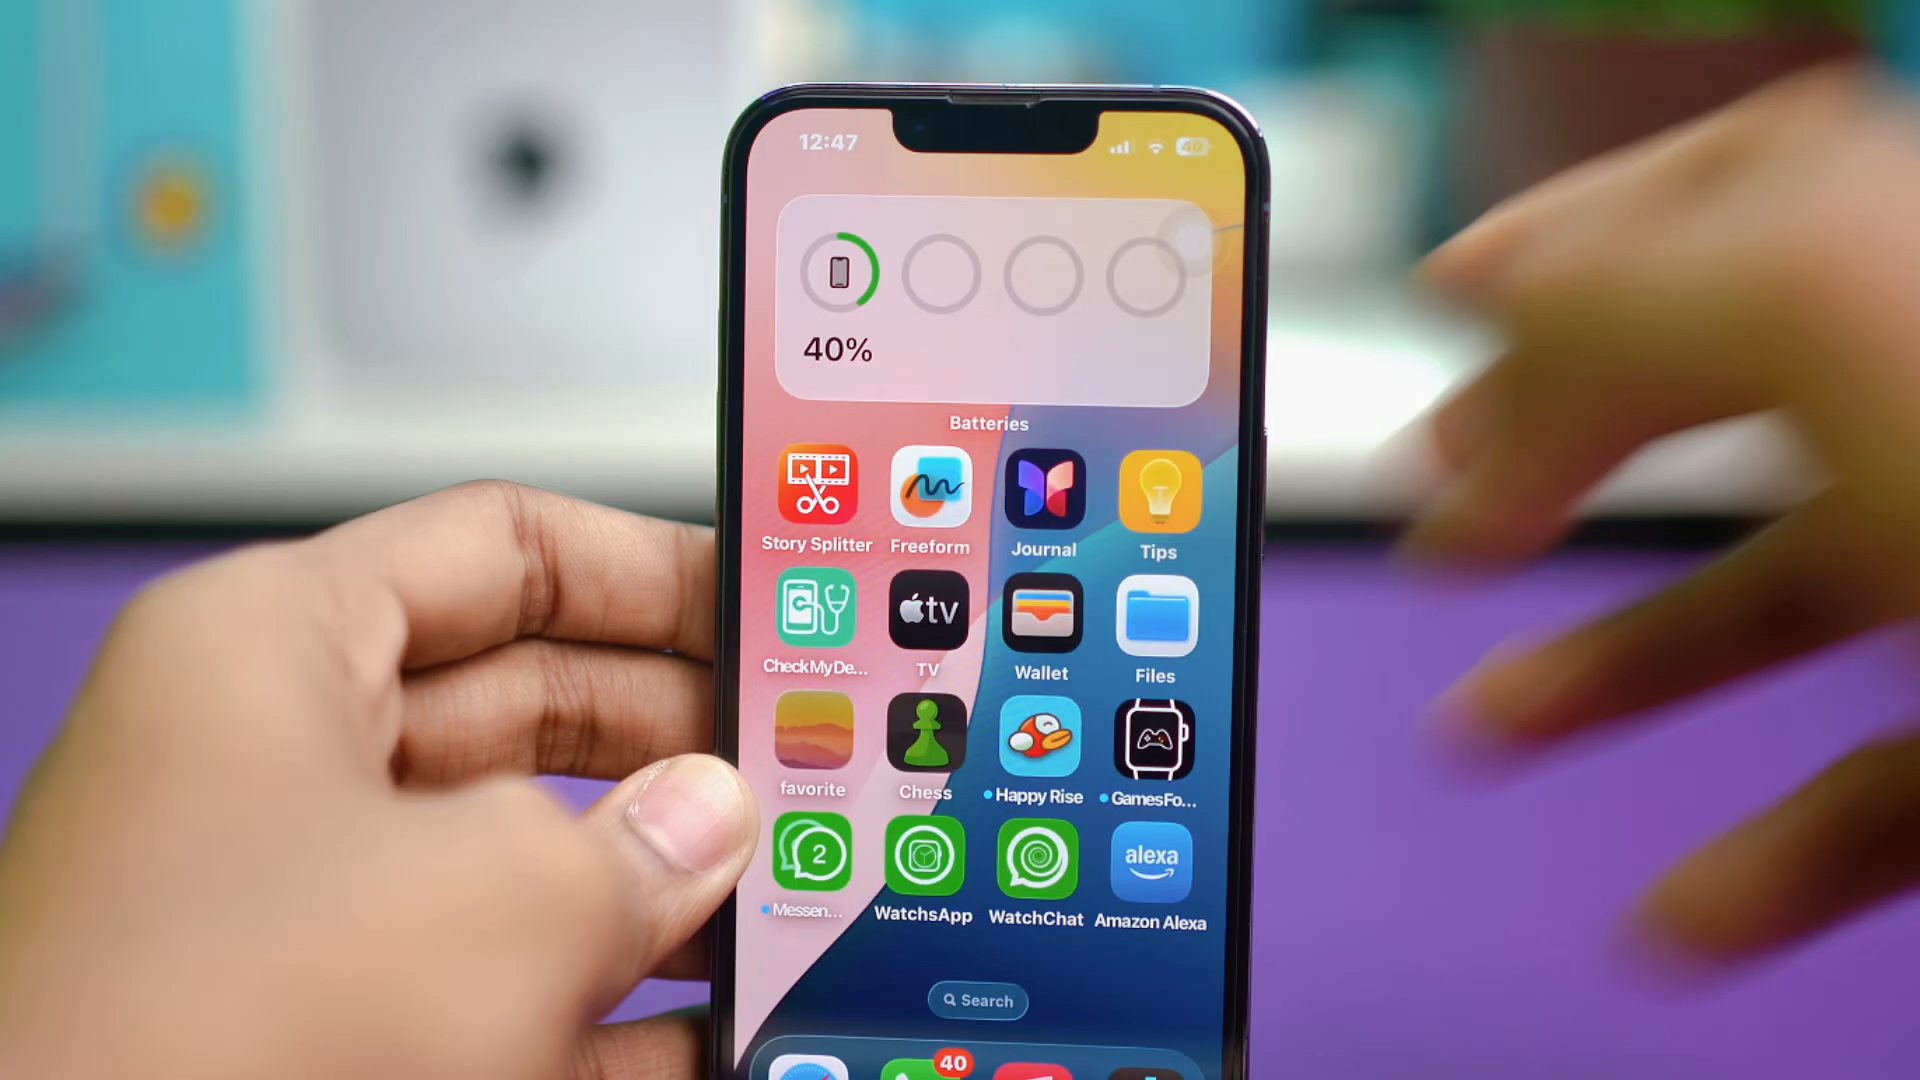 12:47
40
40%
Batteries
Story Splitter
Freeform
Journal
Tips
tv
CheckMyDe...
TV
Wallet
Files
favorite
Chess
Happy Rise
GamesFo...
2
alexa
Messen...
WatchsApp
WatchChat
Amazon Alexa
Search
40